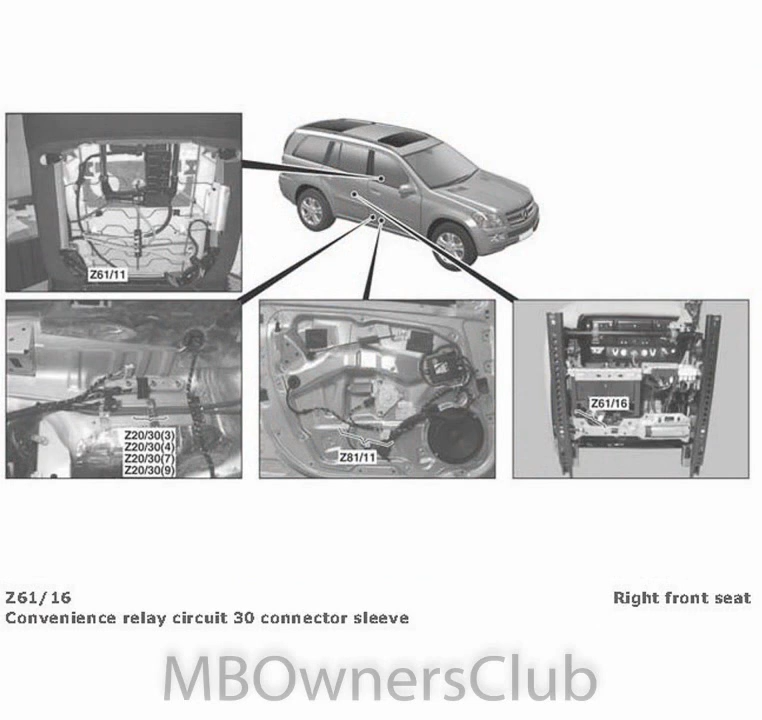 Z61/11
Z20/30(3)
Z20/30(4)
Z20/30(7)
Z20/30(9)
Z81/11
Z61/16
Z61/16 Right front seat
Convenience relay circuit 30 connector sleeve
MBOwnersClub